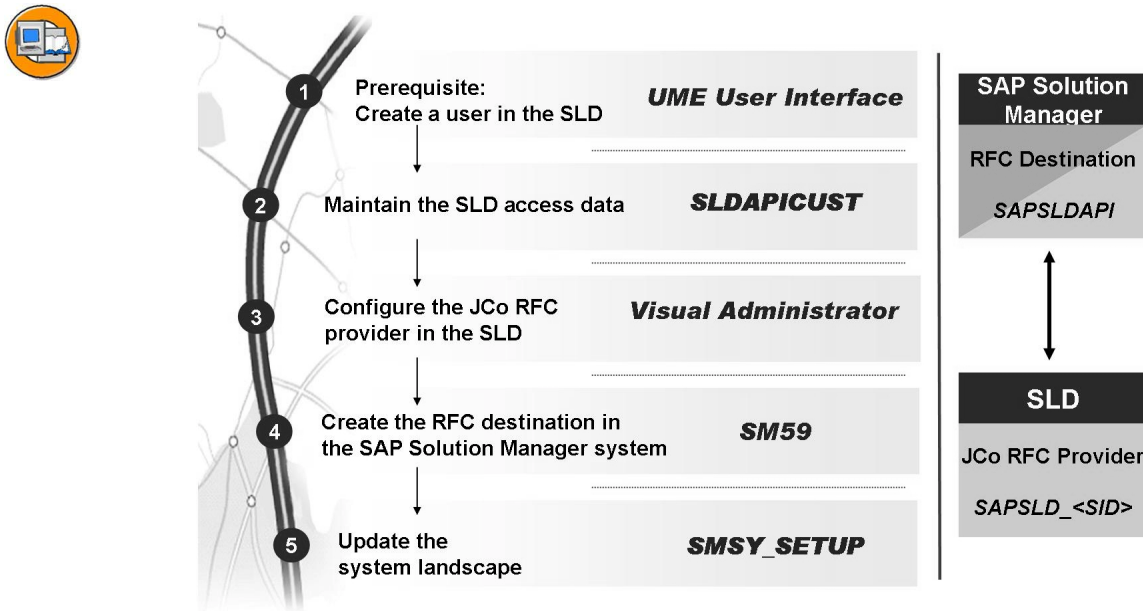 1
Prerequisite:
Create a user in the SLD
UME User Interface
2
Maintain the SLD access data
SLDAPICUST
3
Configure the JCo RFC
provider in the SLD
Visual Administrator
4
Create the RFC destination in
the SAP Solution Manager system
SM59
5
Update the
system landscape
SMSY_SETUP
SAP Solution
Manager
RFC Destination
SAPSLDAPI
SLD
JCo RFC Provider
SAPSLD_<SID>